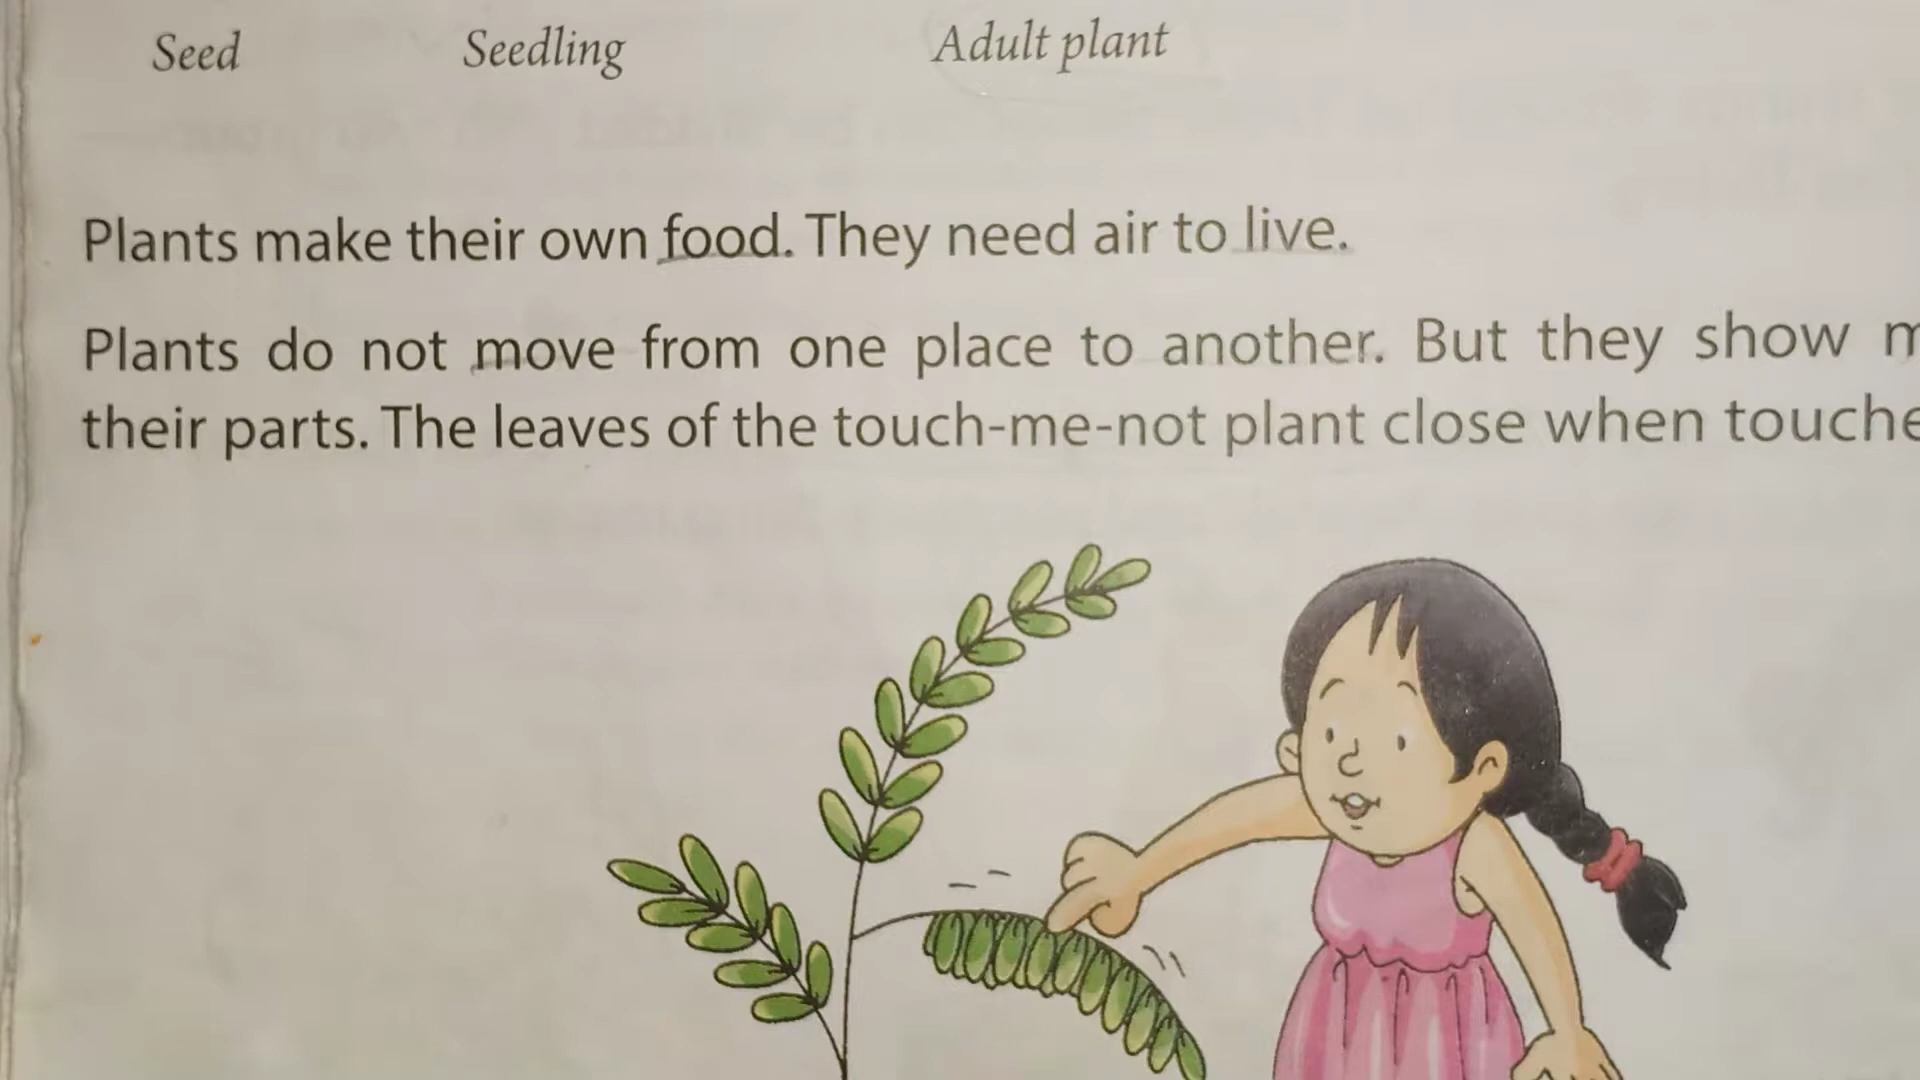 Seed Seedling Adult plant
Plants make their own food. They need air to live.
Plants do not move from one place to another. But they show
their parts. The leaves of the touch-me-not plant close when